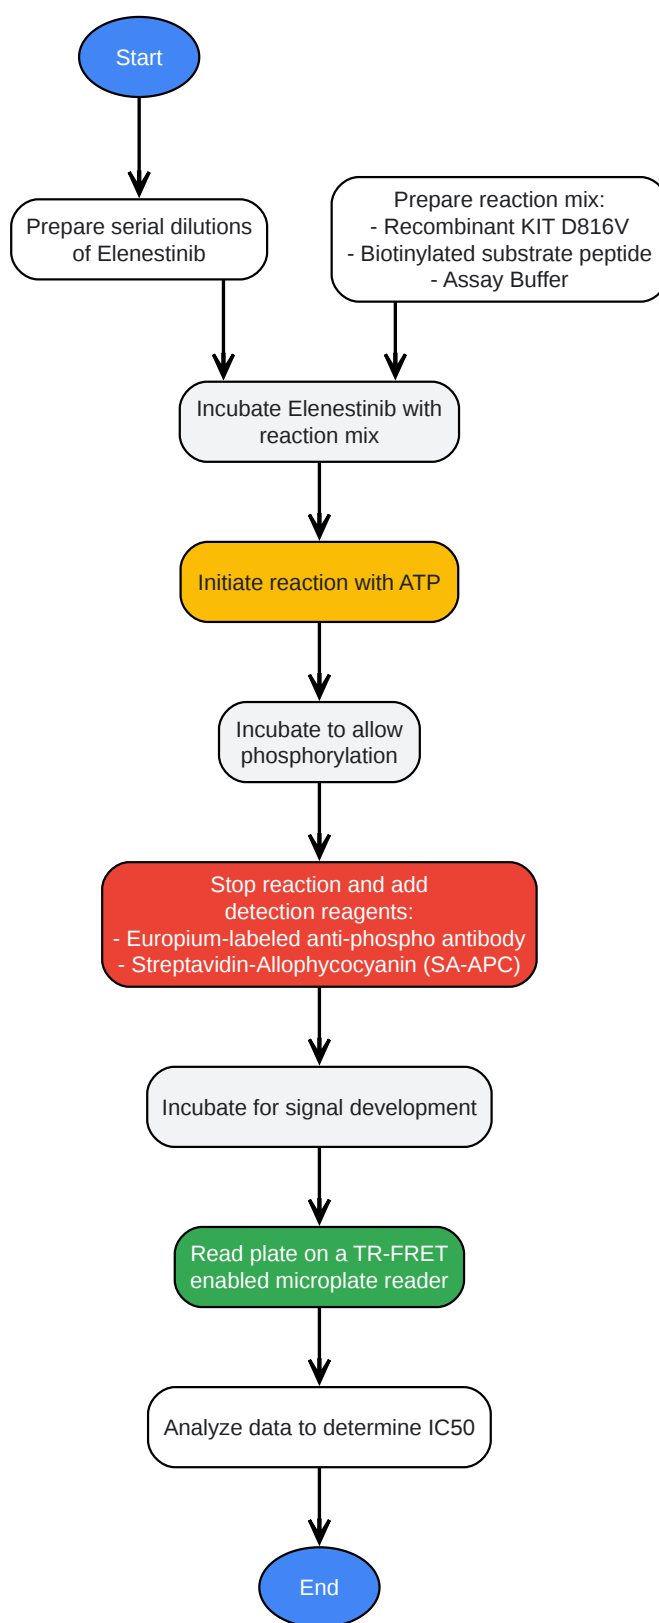 Start
Prepare serial dilutions
of Elenestinib
Prepare reaction mix:
- Recombinant KIT D816V
- Biotinylated substrate peptide
- Assay Buffer
Incubate Elenestinib with
reaction mix
Initiate reaction with ATP
Incubate to allow
phosphorylation
Stop reaction and add
detection reagents:
- Europium-labeled anti-phospho antibody
- Streptavidin-Allophycocyanin (SA-APC)
Incubate for signal development
Read plate on a TR-FRET
enabled microplate reader
Analyze data to determine IC50
End